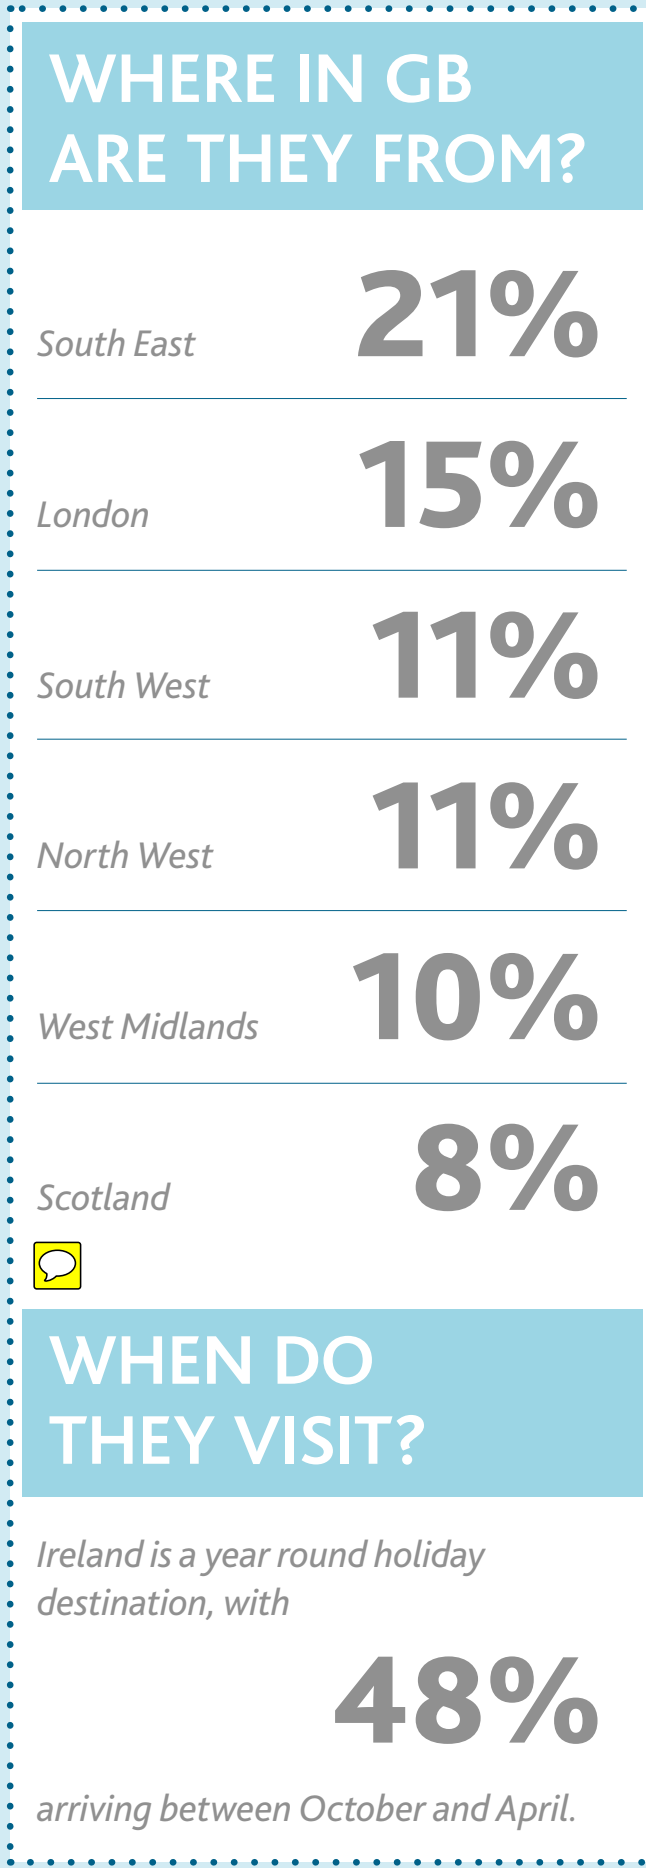 WHERE IN GB
ARE THEY FROM?
South East 21%
London 15%
South West 11%
North West 11%
West Midlands 10%
Scotland 8%
WHEN DO
THEY VISIT?
Ireland is a year round holiday
destination, with
48%
arriving between October and April.